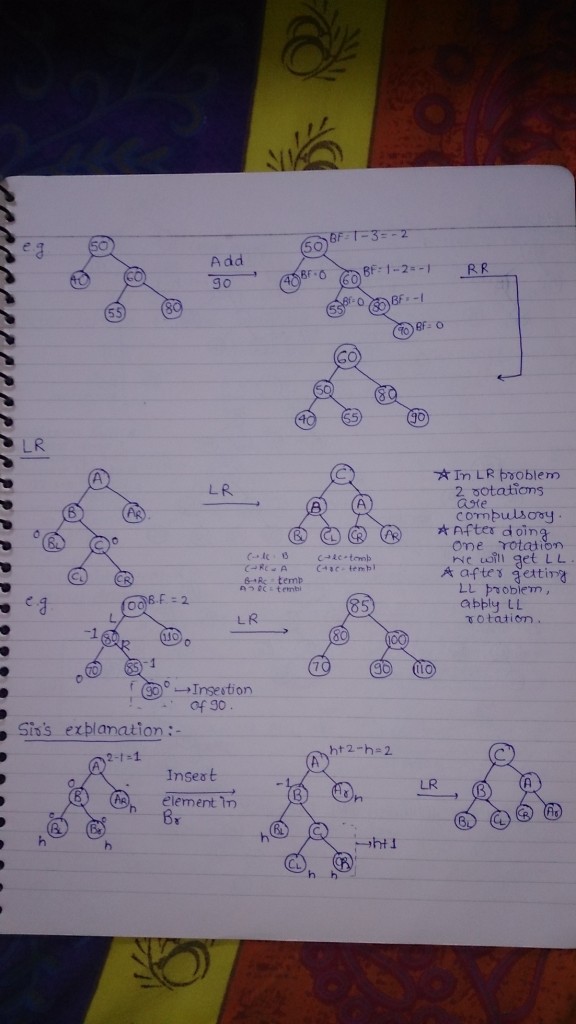 e.g
50
40
60
55
80
Add
90
50 BF=1-3=-2
40 BF=0
60 BF=1-2=-1
55 BF=0
80 BF=-1
90 BF=0
RR
60
50
80
40
55
90
LR
A
B
AR
0 BL
C 0
CL
CR
LR
C
B
A
BL
CL
CR
AR
C→LC=B
C→RC=A
C→LC=temb
C→RC=temb1
★ In LR problem
2 rotations
are
compulsory.
★ After doing
one rotation
we will get LL.
★ after getting
LL problem,
apply LL
rotation.
e.g.
100 B.F.=2
L
-1 80
R
110 0
0 70
85 -1
90 0
→Insertion
of 90.
LR
85
80
100
70
90
110
Sir's explanation:-
A 2-1=1
0 B
AR h
BL h
BR h
Insert
element in
Br
A h+2-h=2
-1 B
AR h
h BL
C
CL h
CR h
→h+1
LR
C
B
A
BL
CL
CR
AR